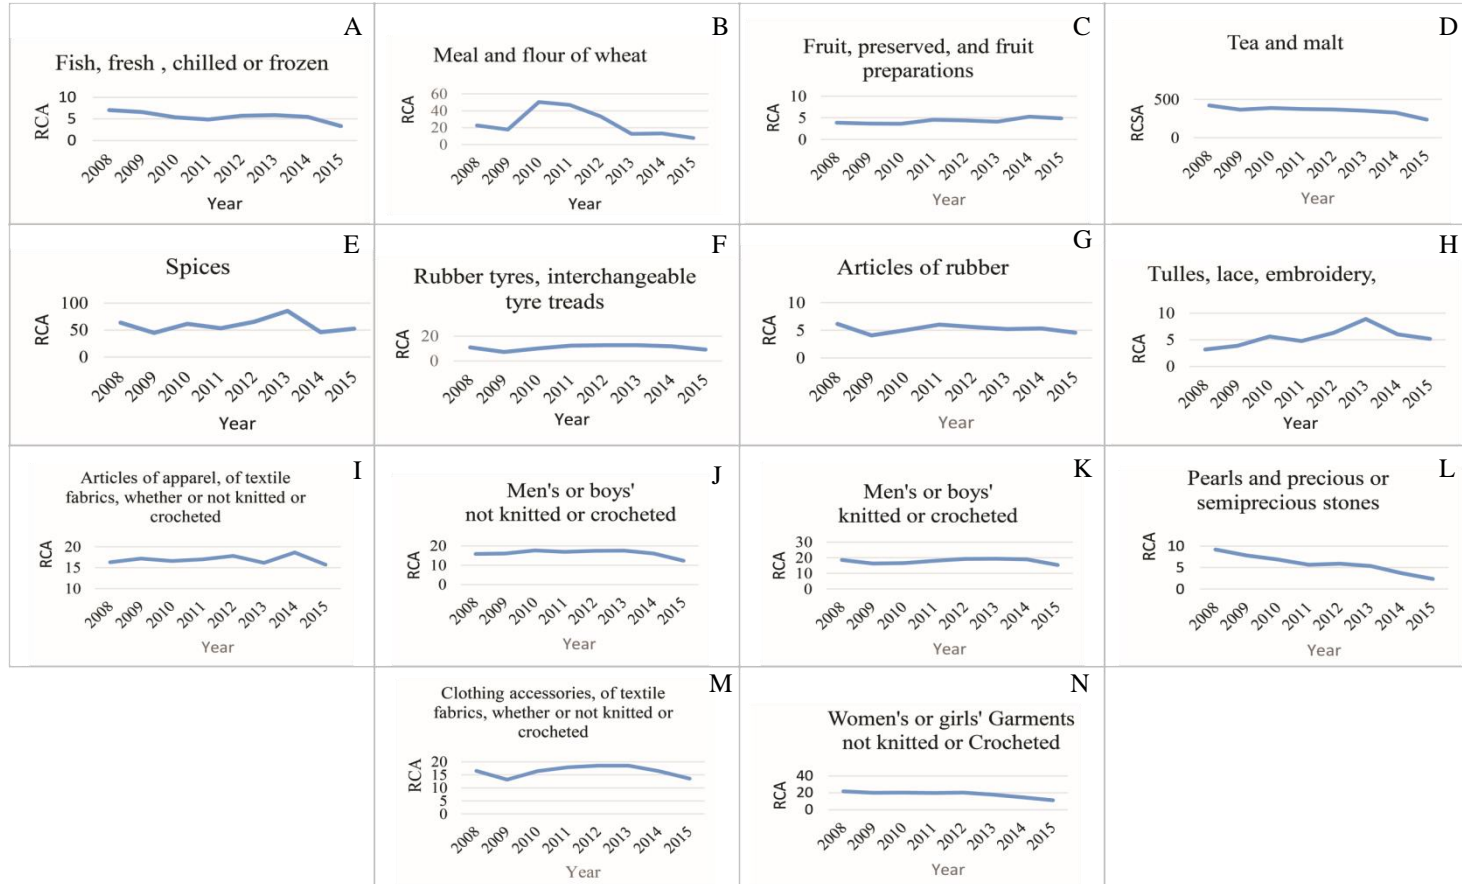 A
Fish, fresh , chilled or frozen
RCA
10
5
0
2008 2009 2010 2011 2012 2013 2014 2015
Year
B
Meal and flour of wheat
RCA
60
40
20
0
2008 2009 2010 2011 2012 2013 2014 2015
Year
C
Fruit, preserved, and fruit
preparations
RCA
10
5
0
2008 2009 2010 2011 2012 2013 2014 2015
Year
D
Tea and malt
RCSA
500
0
2008 2009 2010 2011 2012 2013 2014 2015
Year
E
Spices
RCA
100
50
0
2008 2009 2010 2011 2012 2013 2014 2015
Year
F
Rubber tyres, interchangeable
tyre treads
RCA
20
0
2008 2009 2010 2011 2012 2013 2014 2015
Year
G
Articles of rubber
RCA
10
5
0
2008 2009 2010 2011 2012 2013 2014 2015
Year
H
Tulles, lace, embroidery,
RCA
10
5
0
2008 2009 2010 2011 2012 2013 2014 2015
Year
I
Articles of apparel, of textile
fabrics, whether or not knitted or
crocheted
RCA
20
10
2008 2009 2010 2011 2012 2013 2014 2015
Year
J
Men's or boys'
not knitted or crocheted
RCA
20
10
0
2008 2009 2010 2011 2012 2013 2014 2015
Year
K
Men's or boys'
knitted or crocheted
RCA
30
20
10
0
2008 2009 2010 2011 2012 2013 2014 2015
Year
L
Pearls and precious or
semiprecious stones
RCA
10
5
0
2008 2009 2010 2011 2012 2013 2014 2015
Year
M
Clothing accessories, of textile
fabrics, whether or not knitted or
crocheted
RCA
20
15
10
5
0
2008 2009 2010 2011 2012 2013 2014 2015
Year
N
Women's or girls' Garments
not knitted or Crocheted
RCA
40
20
0
2008 2009 2010 2011 2012 2013 2014 2015
Year